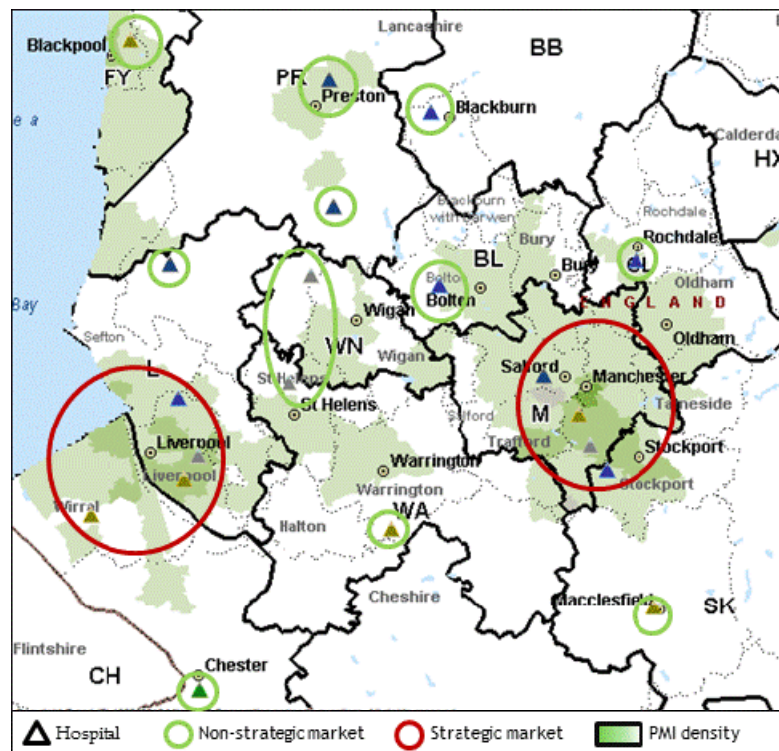 Lancashire
Blackpool
BB
FY
PR
Preston
Blackburn
e a
Calderda
HX
Blackburn
with Darwen
Rochdale
Bury
Rochdale
BL
Bury
OL
Bolto
Bolton
Oldham
Bay
ENGLAND
Wigan
Sefton
WN
Oldham
Wigan
Salford
Manchester
L
St Helens
St Helens
M
Tameside
Salford
Trafford
Liverpool
Stockport
Warrington
Liverpool
Stockport
Warrington
Wirral
WA
Halton
Cheshire
Macclesfield
SK
Flintshire
Chester
CH
Hospital Non-strategic market Strategic market PMI density